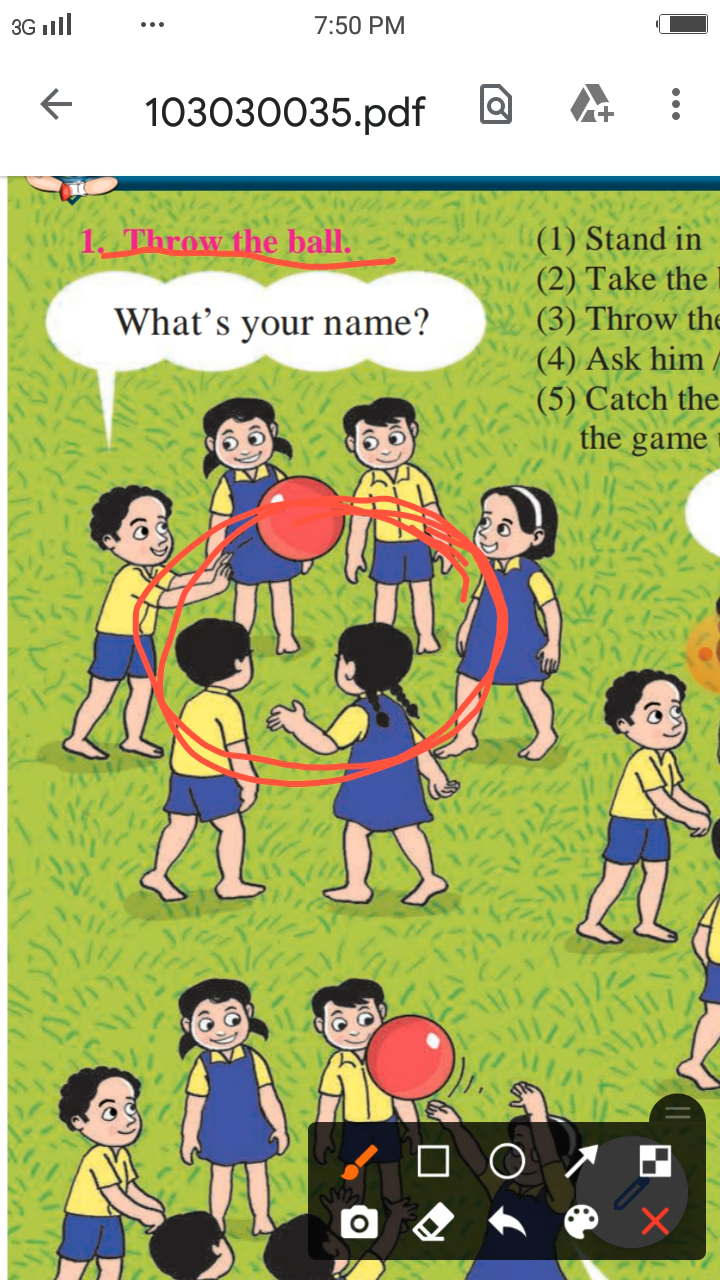 3G ... 7:50 PM
103030035.pdf
1. Throw the ball.
What's your name?
(1) Stand in
(2) Take the
(3) Throw the
(4) Ask him /
(5) Catch the
the game